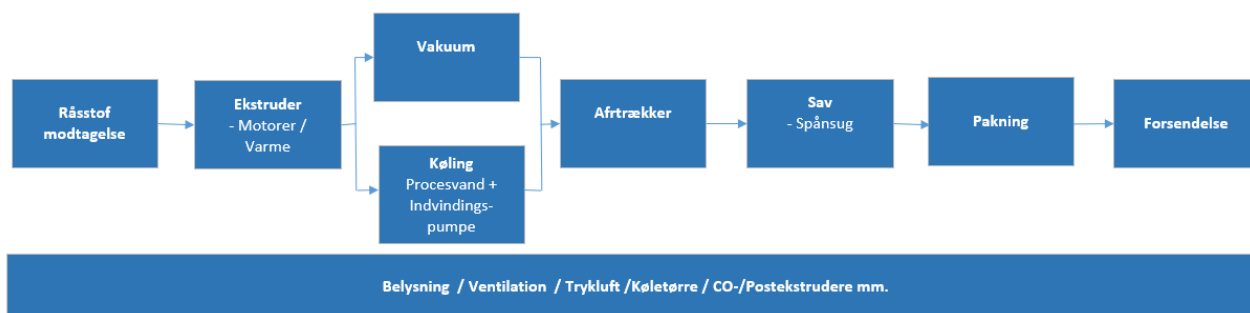 Råsstof
modtagelse
Ekstruder
- Motorer /
Varme
Vakuum
Køling
Procesvand +
Indvindings-
pumpe
Afrtrækker
Sav
- Spånsug
Pakning
Forsendelse
Belysning / Ventilation / Trykluft /Køletørre / CO-/Postekstrudere mm.